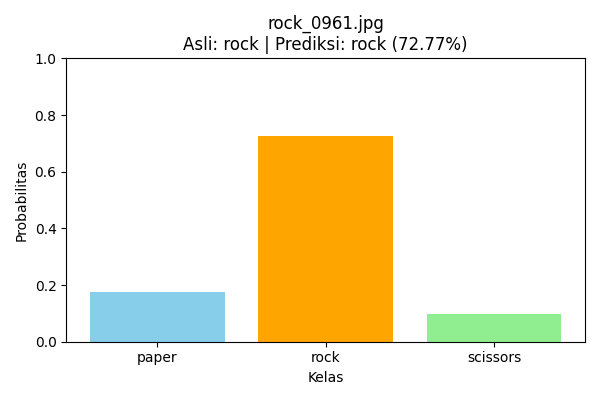 rock_0961.jpg
Asli: rock | Prediksi: rock (72.77%)
1.0
0.8
0.6
0.4
0.2
0.0
Probabilitas
paper
rock
scissors
Kelas